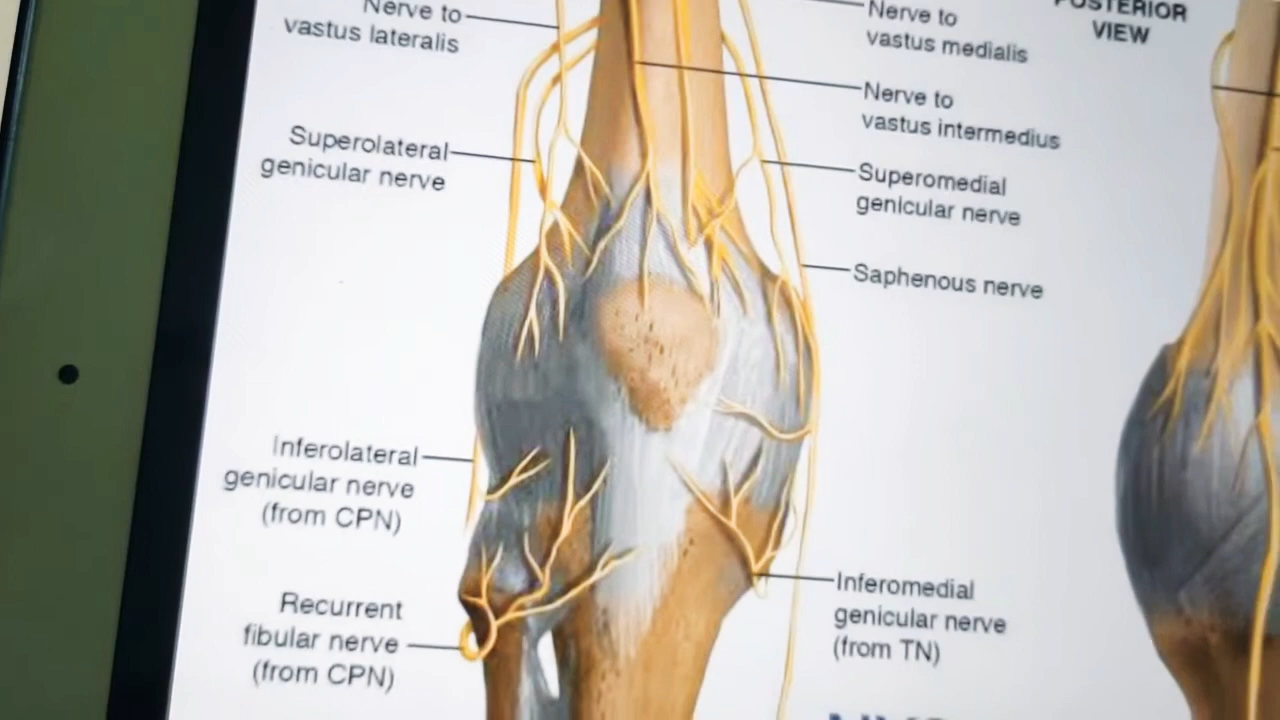 Nerve to
vastus lateralis
Superolateral
genicular nerve
Inferolateral
genicular nerve
(from CPN)
Recurrent
fibular nerve
(from CPN)
Nerve to
vastus medialis
Nerve to
vastus intermedius
Superomedial
genicular nerve
Saphenous nerve
Inferomedial
genicular nerve
(from TN)
POSTERIOR
VIEW